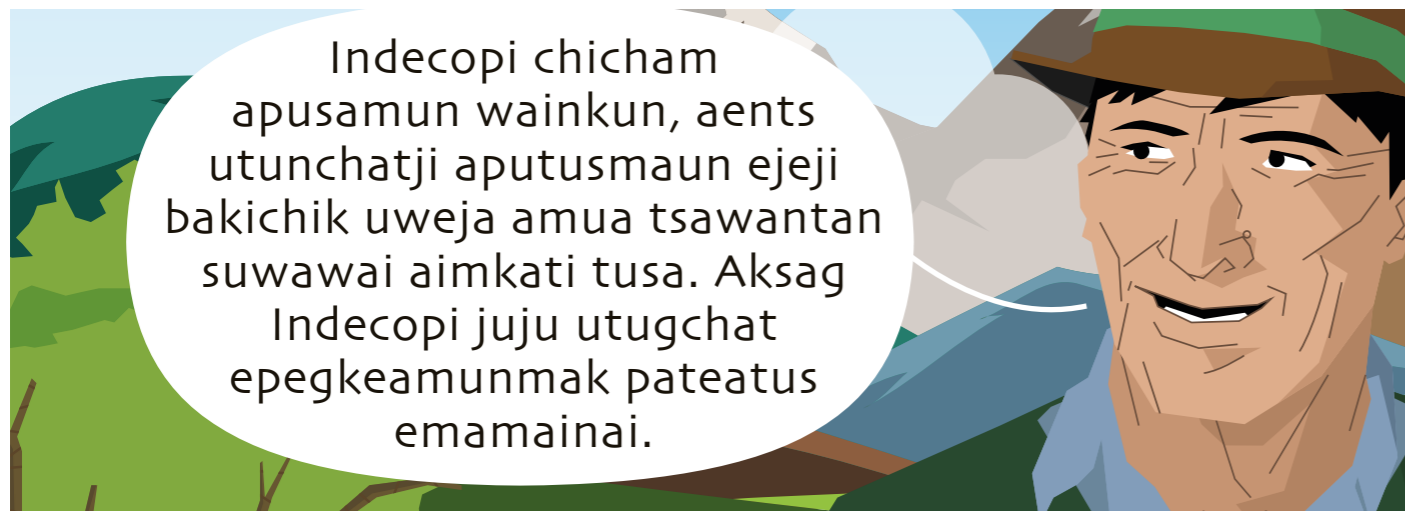 Indecopi chicham
apusamun wainkun, aents
utunchatji aputusmaun ejeji
bakichik uweja amua tsawantan
suwawai aimkati tusa. Aksag
Indecopi juju utugchat
epegkeamunmak pateatus
emamainai.